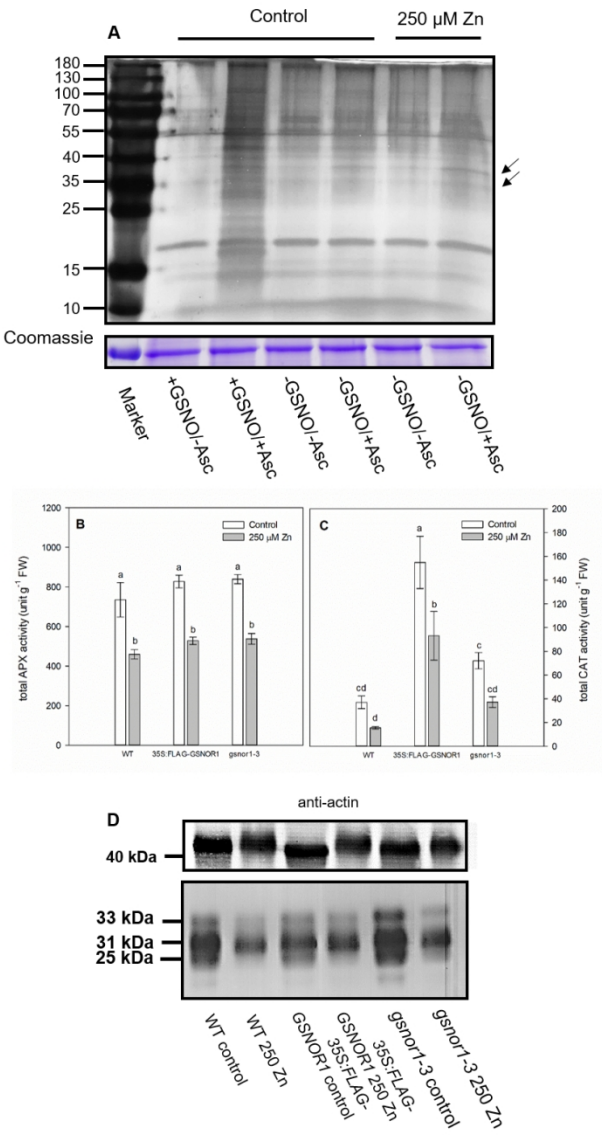 A
Control
250 µM Zn
180
130
100
70
55
40
35
25
15
10
Coomassie
Marker
+GSNO/-Asc
+GSNO/+Asc
-GSNO/-Asc
-GSNO/+Asc
-GSNO/-Asc
-GSNO/+Asc
B
total APX activity (unit g⁻¹ FW)
1200
1000
800
600
400
200
0
Control
250 µM Zn
a
b
a
b
a
b
WT
35S:FLAG-GSNOR1
gsnor1-3
C
Control
250 µM Zn
cd
d
a
b
c
cd
WT
35S:FLAG-GSNOR1
gsnor1-3
200
180
160
140
120
100
80
60
40
20
0
total CAT activity (unit g⁻¹ FW)
D
anti-actin
40 kDa
33 kDa
31 kDa
25 kDa
WT control
WT 250 Zn
35S:FLAG-
GSNOR1 control
35S:FLAG-
GSNOR1 250 Zn
gsnor1-3 control
gsnor1-3 250 Zn